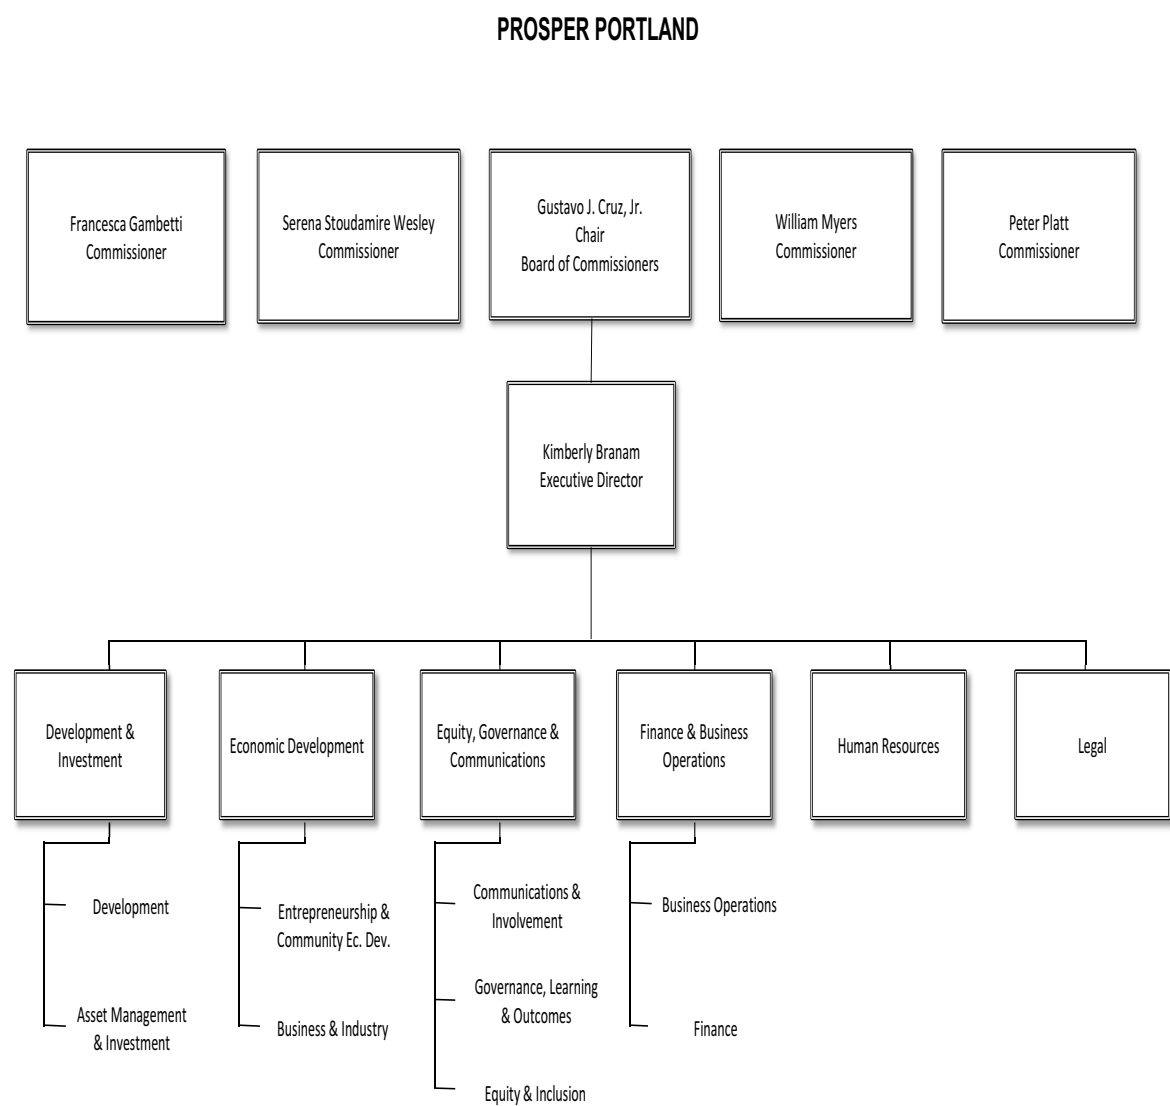 PROSPER PORTLAND
Francesca Gambetti
Commissioner
Serena Stoudamire Wesley
Commissioner
Gustavo J. Cruz, Jr.
Chair
Board of Commissioners
William Myers
Commissioner
Peter Platt
Commissioner
Kimberly Branam
Executive Director
Development &
Investment
Economic Development
Equity, Governance &
Communications
Finance & Business
Operations
Human Resources
Legal
Development
Asset Management
& Investment
Entrepreneurship &
Community Ec. Dev.
Business & Industry
Communications &
Involvement
Governance, Learning
& Outcomes
Equity & Inclusion
Business Operations
Finance